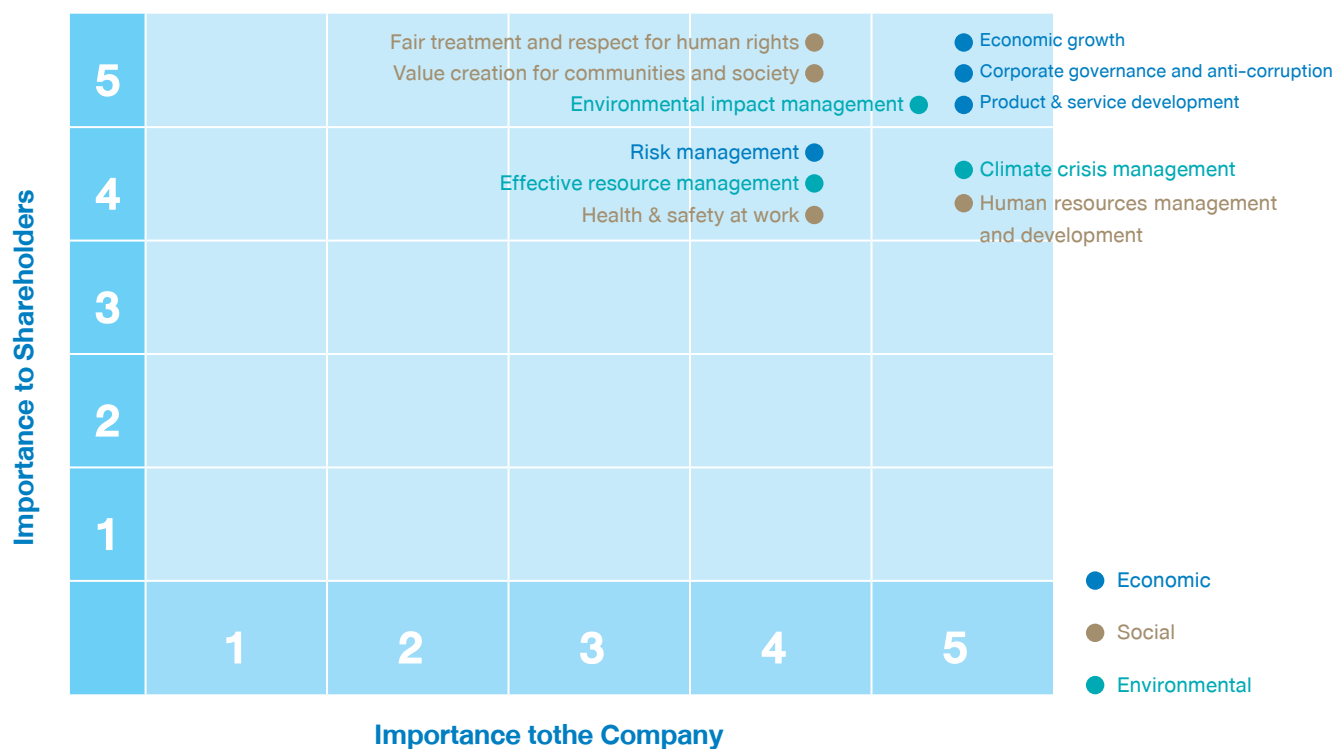 Importance to Shareholders
5
Fair treatment and respect for human rights
Economic growth
Value creation for communities and society
Corporate governance and anti-corruption
Environmental impact management
Product & service development
4
Risk management
Climate crisis management
Effective resource management
Human resources management
and development
Health & safety at work
3
2
1
1 2 3 4 5
Importance tothe Company
Economic
Social
Environmental